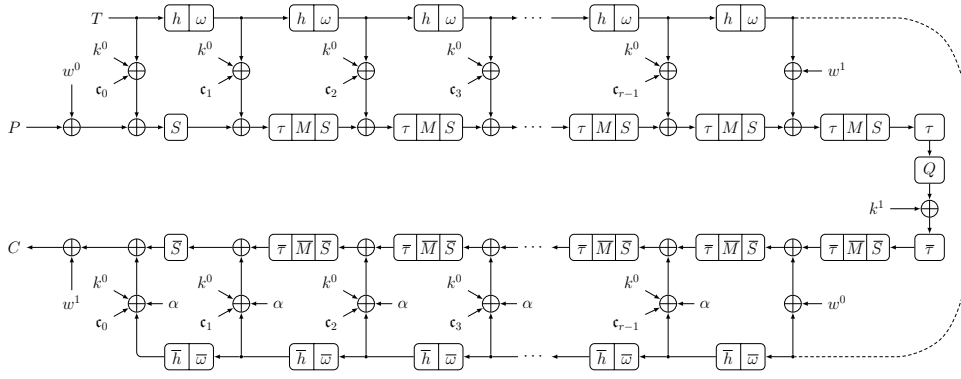 T h ω h ω h ω ··· h ω h ω
k⁰ k⁰ k⁰ k⁰ k⁰
w⁰ w¹
𝔠₀ 𝔠₁ 𝔠₂ 𝔠₃ 𝔠ᵣ₋₁
P S τ M S τ M S ··· τ M S τ M S τ M S τ
Q
k¹
C S̅ τ̅ M̅ S̅ τ̅ M̅ S̅ ··· τ̅ M̅ S̅ τ̅ M̅ S̅ τ̅ M̅ S̅ τ̅
k⁰ k⁰ k⁰ k⁰ k⁰
w¹ α α α α α w⁰
𝔠₀ 𝔠₁ 𝔠₂ 𝔠₃ 𝔠ᵣ₋₁
h̅ ω̅ h̅ ω̅ h̅ ω̅ ··· h̅ ω̅ h̅ ω̅